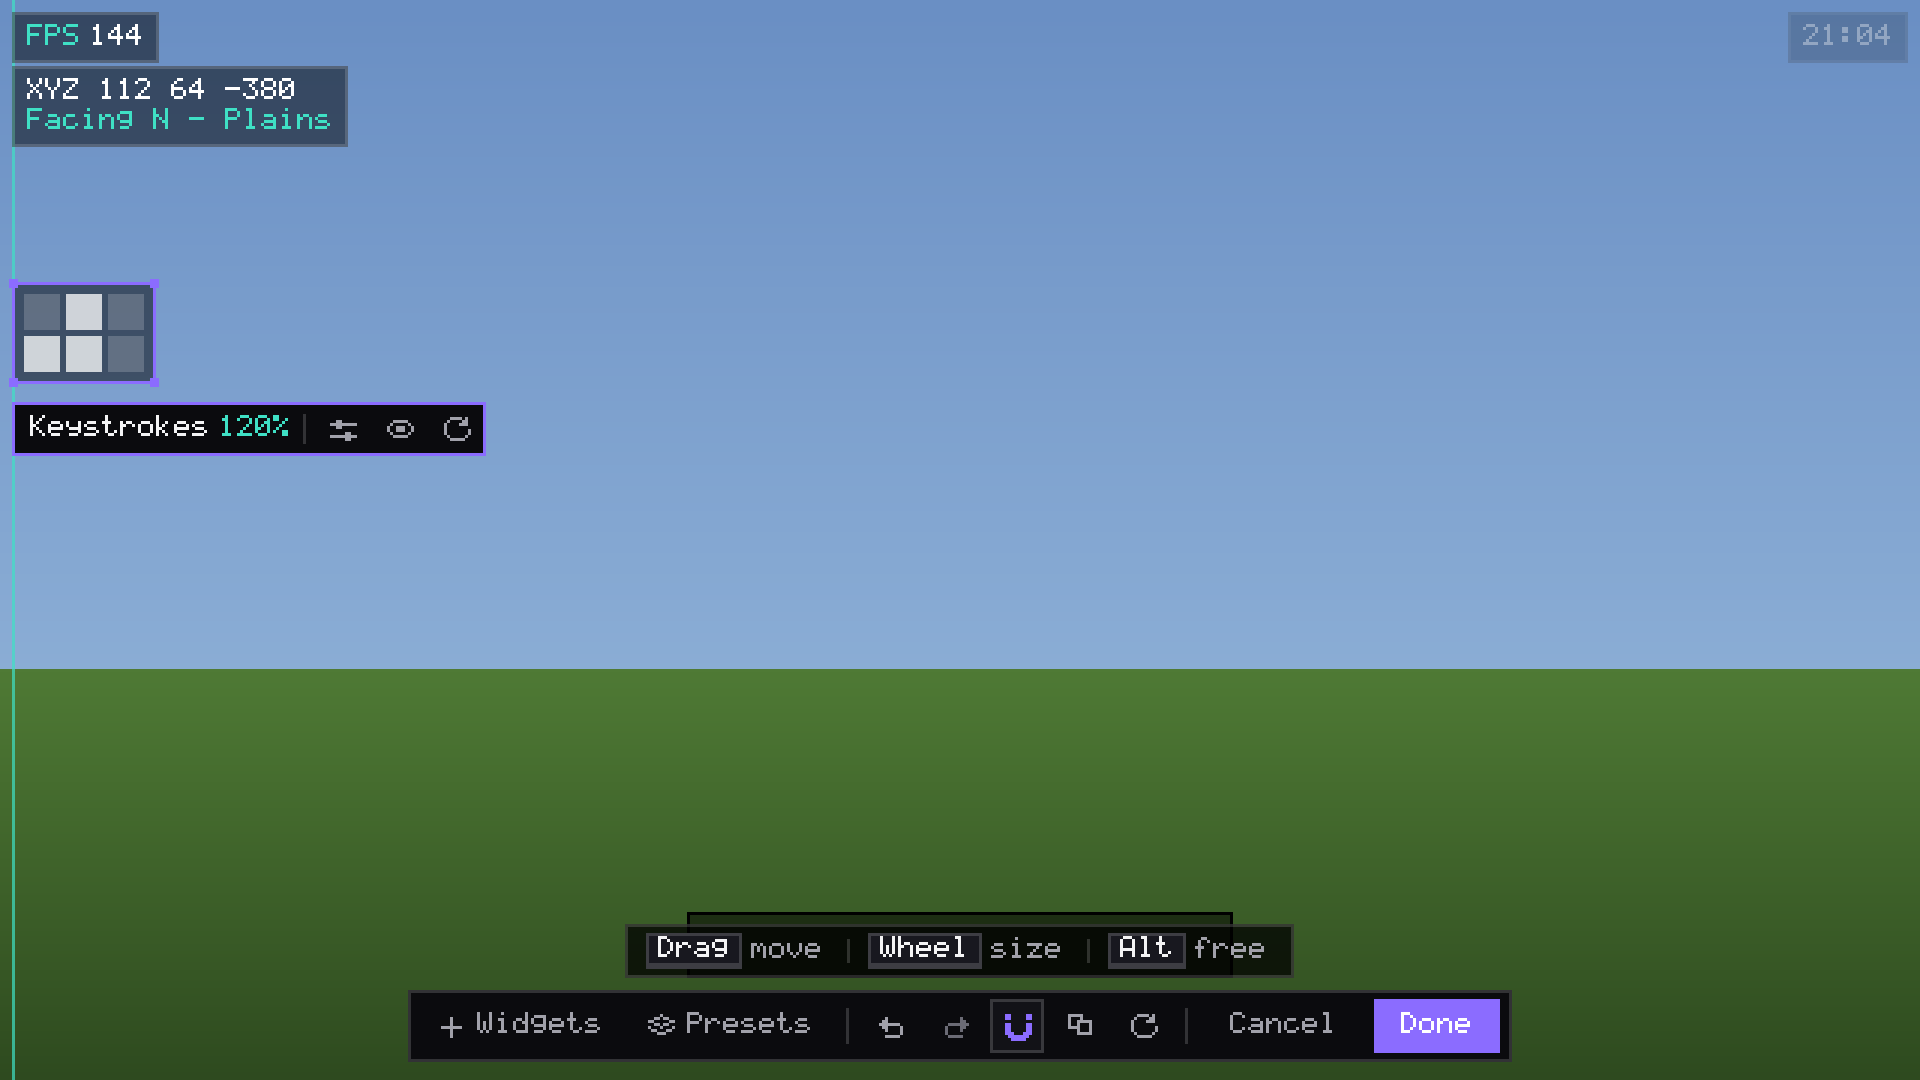 FPS 144
21:04
XYZ 112 64 -380
Facing N - Plains
Keystrokes 120%
Drag move | Wheel size | Alt free
+ Widgets Presets Cancel Done